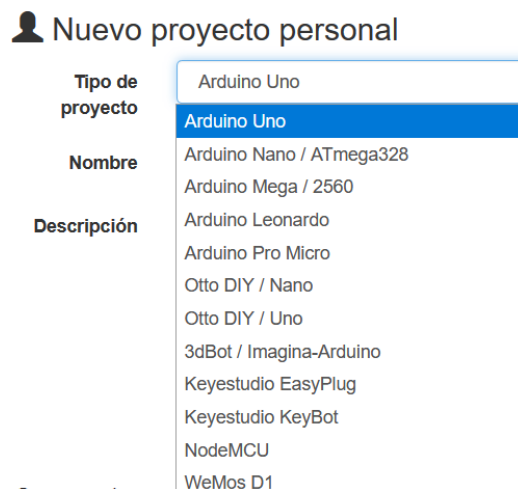 Nuevo proyecto personal
Tipo de proyecto
Arduino Uno
Arduino Uno
Nombre
Arduino Nano / ATmega328
Arduino Mega / 2560
Descripción
Arduino Leonardo
Arduino Pro Micro
Otto DIY / Nano
Otto DIY / Uno
3dBot / Imagina-Arduino
Keyestudio EasyPlug
Keyestudio KeyBot
NodeMCU
WeMos D1